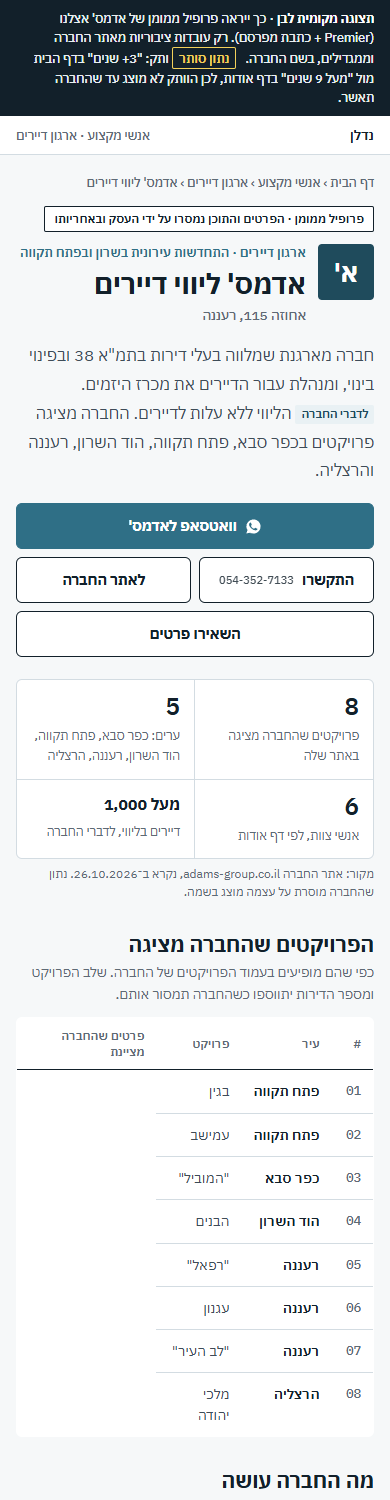 תצוגה מקומית לבן · כך ייראה פרופיל ממומן של אדמס' אצלנו
(Premier + כתבת מפרסם). רק עובדות ציבוריות מאתר החברה
וממגדילים, בשם החברה. נתון סותר ותק: "3+ שנים" בדף הבית
מול "מעל 9 שנים" בדף אודות, לכן הוותק לא מוצג עד שהחברה
תאשר.
נדלן
אנשי מקצוע · ארגון דיירים
דף הבית › אנשי מקצוע › ארגון דיירים › אדמס' ליווי דיירים
פרופיל ממומן · הפרטים והתוכן נמסרו על ידי העסק ובאחריותו
א'
ארגון דיירים · התחדשות עירונית בשרון ובפתח תקווה
אדמס' ליווי דיירים
אחוזה 115, רעננה
חברה מארגנת שמלווה בעלי דירות בתמ"א 38 ובפינוי
בינוי, ומנהלת עבור הדיירים את מכרז היזמים.
לדברי החברה הליווי ללא עלות לדיירים. החברה מציגה
פרויקטים בכפר סבא, פתח תקווה, הוד השרון, רעננה
והרצליה.
וואטסאפ לאדמס'
התקשרו 054-352-7133
לאתר החברה
השאירו פרטים
8
פרויקטים שהחברה מציגה
באתר שלה
5
ערים: כפר סבא, פתח תקווה,
הוד השרון, רעננה, הרצליה
6
אנשי צוות, לפי דף אודות
מעל 1,000
דיירים בליווי, לדברי החברה
מקור: אתר החברה adams-group.co.il, נקרא ב־26.10.2026. נתון
שהחברה מוסרת על עצמה מוצג בשמה.
הפרויקטים שהחברה מציגה
כפי שהם מופיעים בעמוד הפרויקטים של החברה. שלב הפרויקט
ומספר הדירות יתווספו כשהחברה תמסור אותם.
# עיר פרויקט פרטים שהחברה
מציינת
01 פתח תקווה בגין
02 פתח תקווה עמישב
03 כפר סבא "המוביל"
04 הוד השרון הבנים
05 רעננה "רפאל"
06 רעננה עגנון
07 רעננה "לב העיר"
08 הרצליה מלכי
יהודה
מה החברה עושה